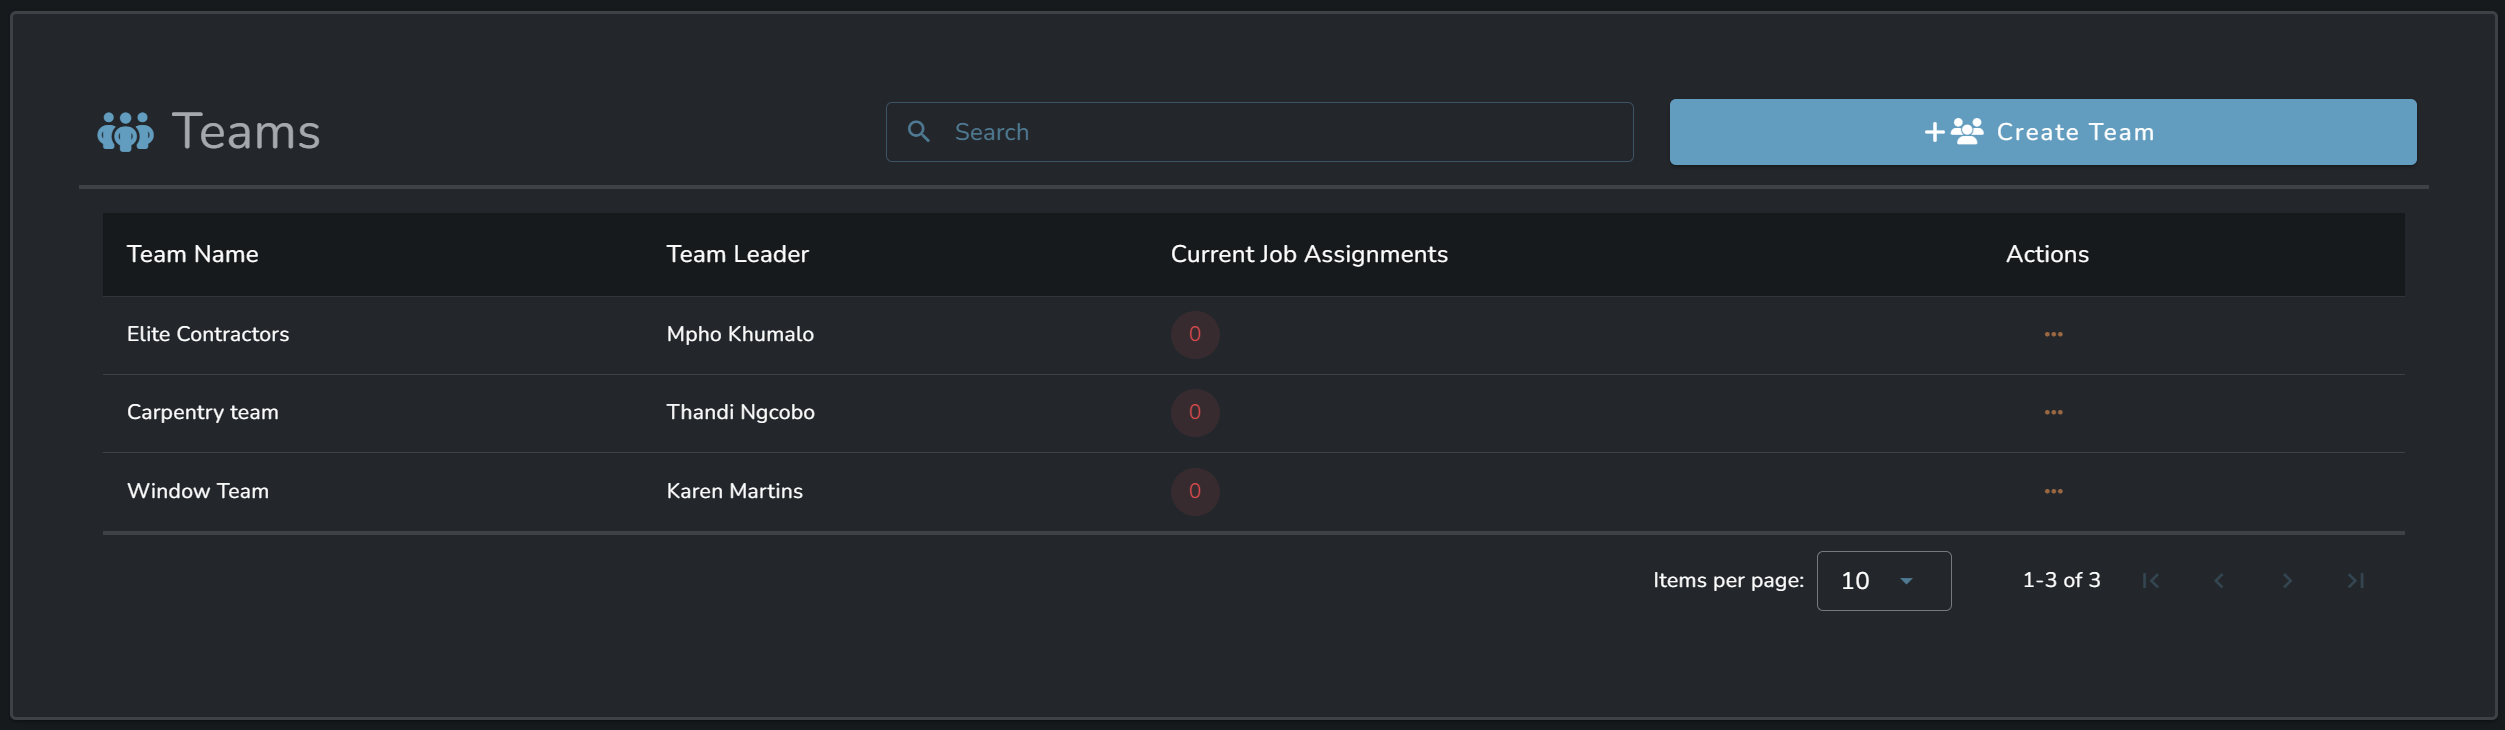 Teams
Search
Create Team
Team Name Team Leader Current Job Assignments Actions
Elite Contractors Mpho Khumalo 0
Carpentry team Thandi Ngcobo 0
Window Team Karen Martins 0
Items per page: 10 1-3 of 3